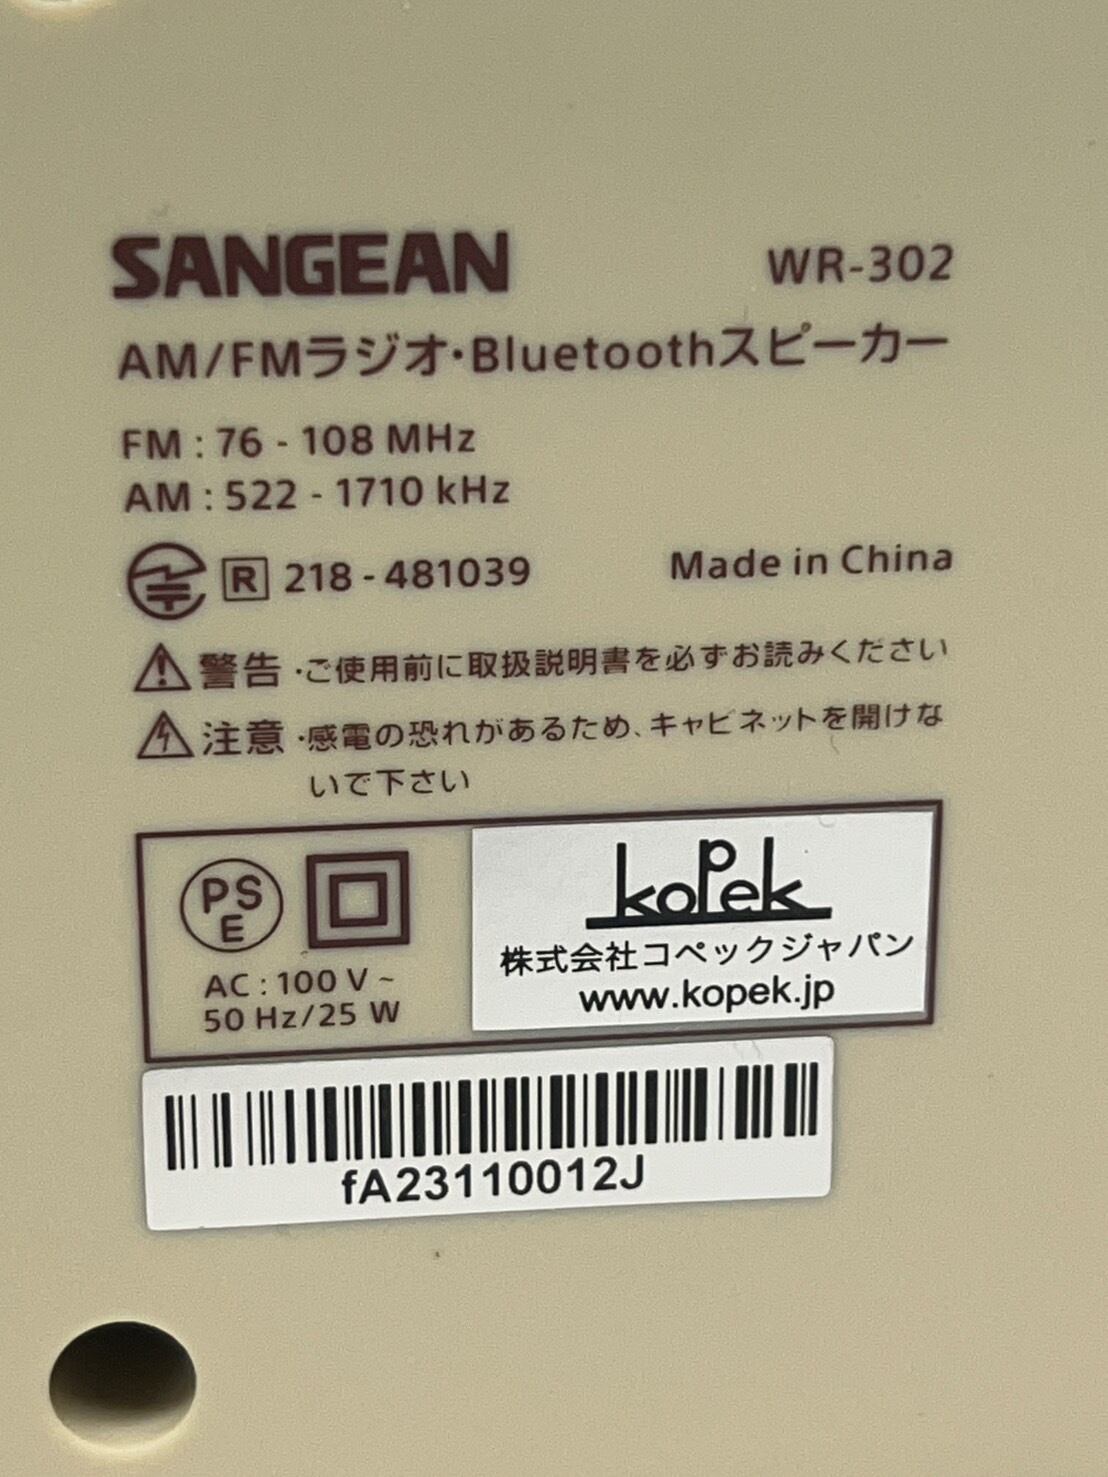 SANGEAN WR-302
AM/FMラジオ・Bluetoothスピーカー
FM : 76 - 108 MHz
AM : 522 - 1710 kHz
R 218 - 481039 Made in China
警告 ・ご使用前に取扱説明書を必ずお読みください
注意 ・感電の恐れがあるため、キャビネットを開けな
いで下さい
PS
E
AC : 100 V ~
50 Hz/25 W
kopek
株式会社コペックジャパン
www.kopek.jp
fA23110012J